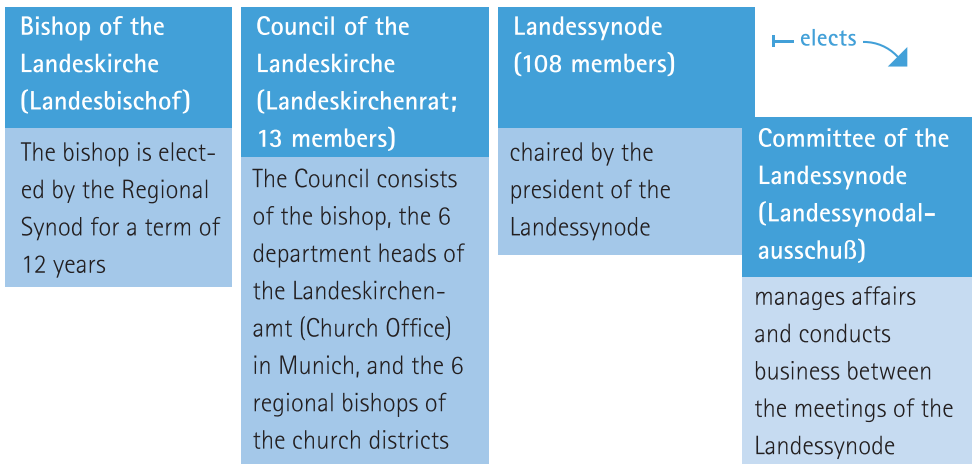 Bishop of the
Landeskirche
(Landesbischof)
The bishop is elect-
ed by the Regional
Synod for a term of
12 years
Council of the
Landeskirche
(Landeskirchenrat;
13 members)
The Council consists
of the bishop, the 6
department heads of
the Landeskirchen-
amt (Church Office)
in Munich, and the 6
regional bishops of
the church districts
Landessynode
(108 members)
chaired by the
president of the
Landessynode
elects
Committee of the
Landessynode
(Landessynodal-
ausschuß)
manages affairs
and conducts
business between
the meetings of the
Landessynode